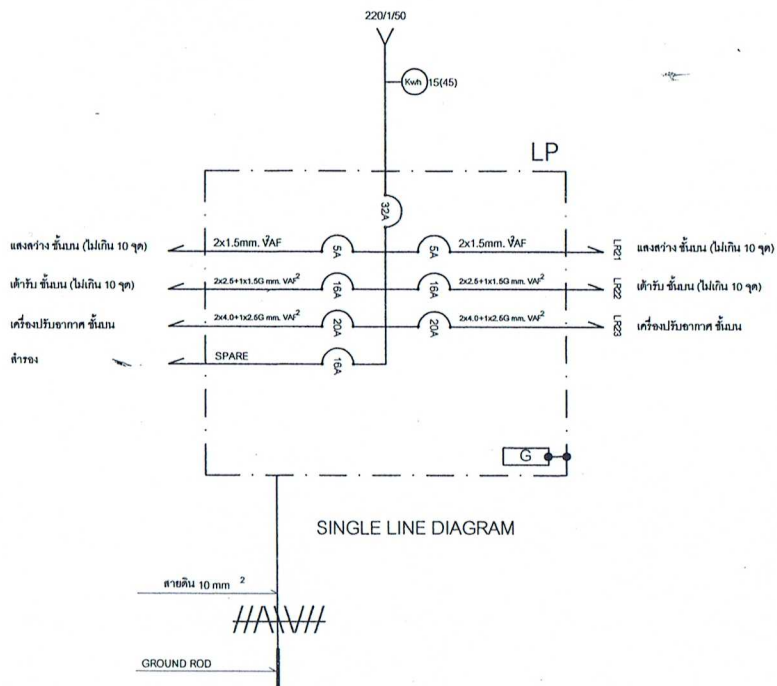 220/1/50
Kwh 15(45)
LP
32A
แสงสว่าง ชั้นบน (ไม่เกิน 10 จุด) 2x1.5mm.² VAF 5A 5A 2x1.5mm.² VAF LR21 แสงสว่าง ชั้นบน (ไม่เกิน 10 จุด)
เต้ารับ ชั้นบน (ไม่เกิน 10 จุด) 2x2.5+1x1.5G mm. VAF² 16A 16A 2x2.5+1x1.5G mm. VAF² LR22 เต้ารับ ชั้นบน (ไม่เกิน 10 จุด)
เครื่องปรับอากาศ ชั้นบน 2x4.0+1x2.5G mm. VAF² 20A 20A 2x4.0+1x2.5G mm. VAF² LR23 เครื่องปรับอากาศ ชั้นบน
สำรอง SPARE 16A
G
SINGLE LINE DIAGRAM
สายดิน 10 mm ²
GROUND ROD